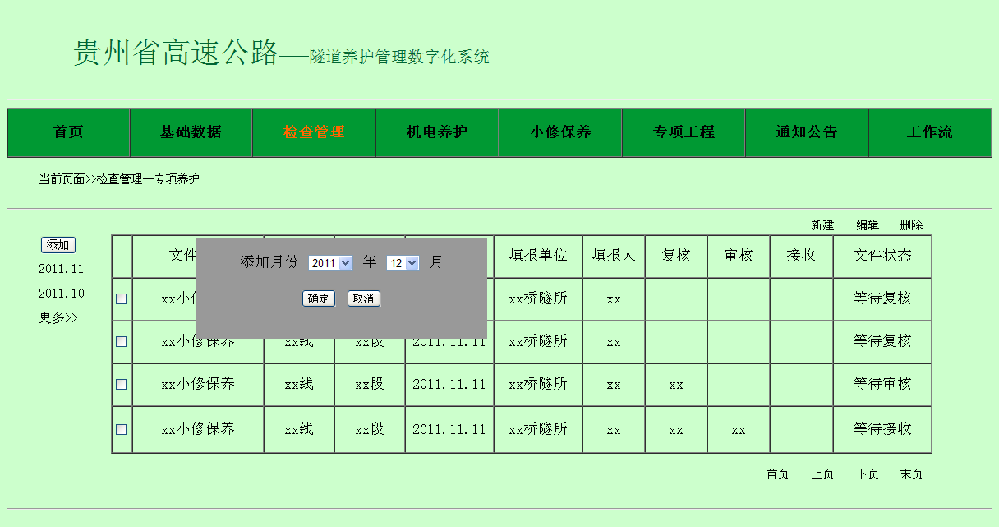 贵州省高速公路——隧道养护管理数字化系统
首页 基础数据 检查管理 机电养护 小修保养 专项工程 通知公告 工作流
当前页面>>检查管理—专项养护
新建 编辑 删除
添加
2011.11
2011.10
更多>>
文件 填报单位 填报人 复核 审核 接收 文件状态
添加月份 2011 年 12 月
确定 取消
xx小 xx桥隧所 xx 等待复核
xx小修保养 xx线 xx段 2011.11.11 xx桥隧所 xx 等待复核
xx小修保养 xx线 xx段 2011.11.11 xx桥隧所 xx xx 等待审核
xx小修保养 xx线 xx段 2011.11.11 xx桥隧所 xx xx xx 等待接收
首页 上页 下页 末页